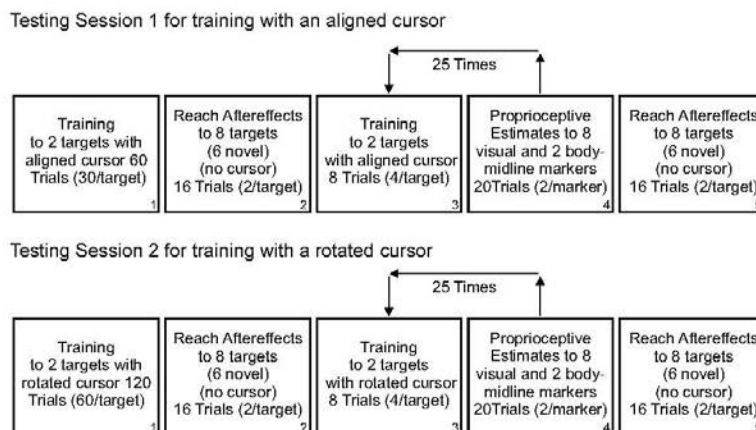 Testing Session 1 for training with an aligned cursor
25 Times
Training
to 2 targets with
aligned cursor 60
Trials (30/target)
1
Reach Aftereffects
to 8 targets
(6 novel)
(no cursor)
16 Trials (2/target)
2
Training
to 2 targets
with aligned cursor
8 Trials (4/target)
3
Proprioceptive
Estimates to 8
visual and 2 body-
midline markers
20Trials (2/marker)
4
Reach Aftereffects
to 8 targets
(6 novel)
(no cursor)
16 Trials (2/target)
Testing Session 2 for training with a rotated cursor
25 Times
Training
to 2 targets with
rotated cursor 120
Trials (60/target)
1
Reach Aftereffects
to 8 targets
(6 novel)
(no cursor)
16 Trials (2/target)
2
Training
to 2 targets
with rotated cursor
8 Trials (4/target)
3
Proprioceptive
Estimates to 8
visual and 2 body-
midline markers
20Trials (2/marker)
4
Reach Aftereffects
to 8 targets
(6 novel)
(no cursor)
16 Trials (2/target)